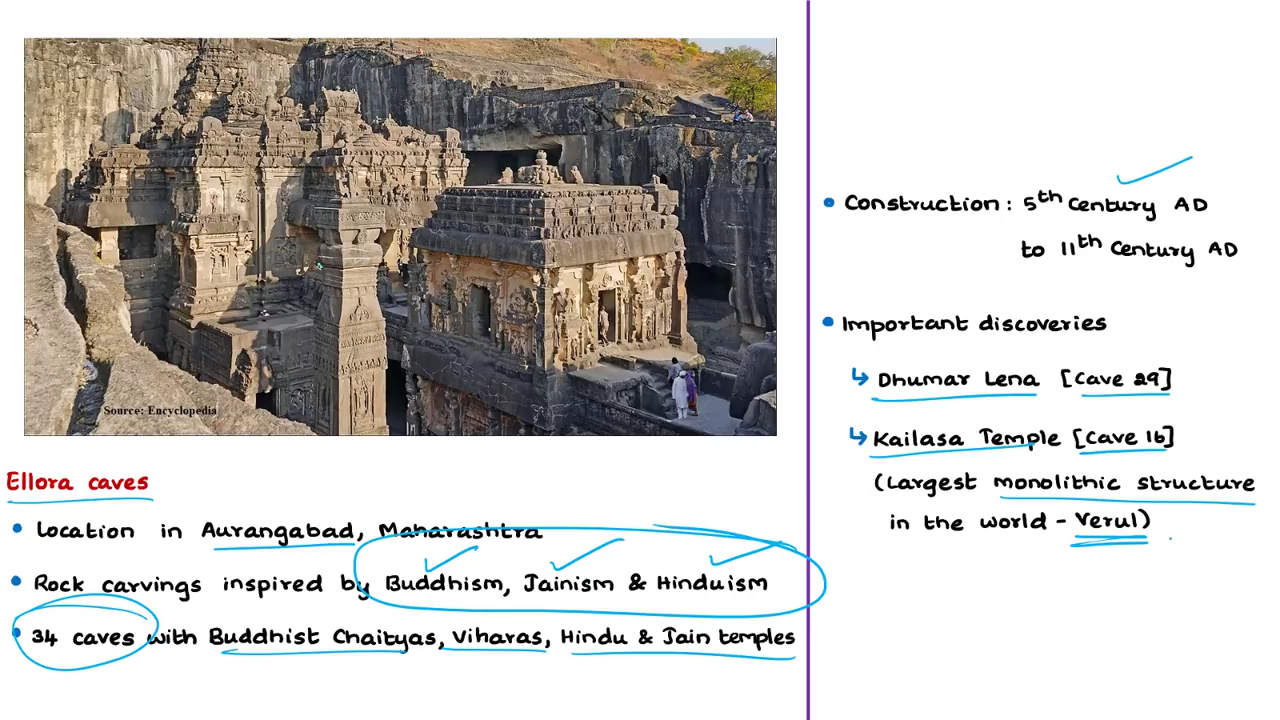 Source: Encyclopedia
Ellora caves
• Location in Aurangabad, Maharashtra
• Rock carvings inspired by Buddhism, Jainism & Hinduism
• 34 caves with Buddhist Chaityas, Viharas, Hindu & Jain temples
• Construction: 5th Century AD
to 11th Century AD
• Important discoveries
↳ Dhumar Lena [Cave 29]
↳ Kailasa Temple [Cave 16]
(Largest monolithic structure
in the world - Verul)